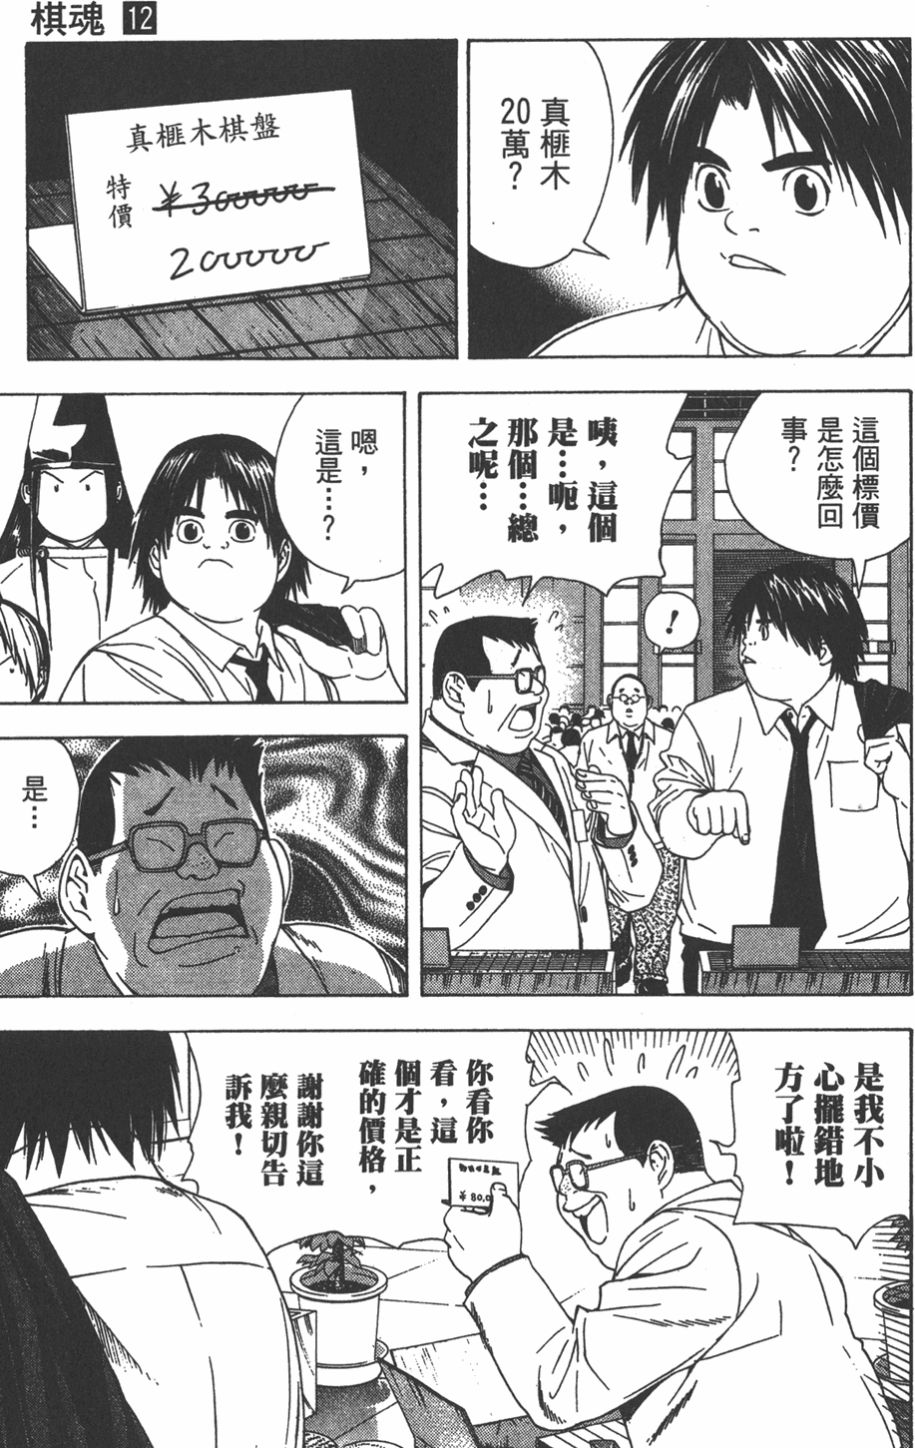 棋魂 12
真榧木
20萬？
真榧木棋盤
特價
¥300000
200000
這個標價
是怎麼回
事？
咦，這個
是…呃，
那個…總
之呢…
！
嗯，
這是…？
是…
是我不小
心擺錯地
方了啦！
你看你
看，這
個才是正
確的價格，
謝謝你這
麼親切告
訴我！
¥80,0